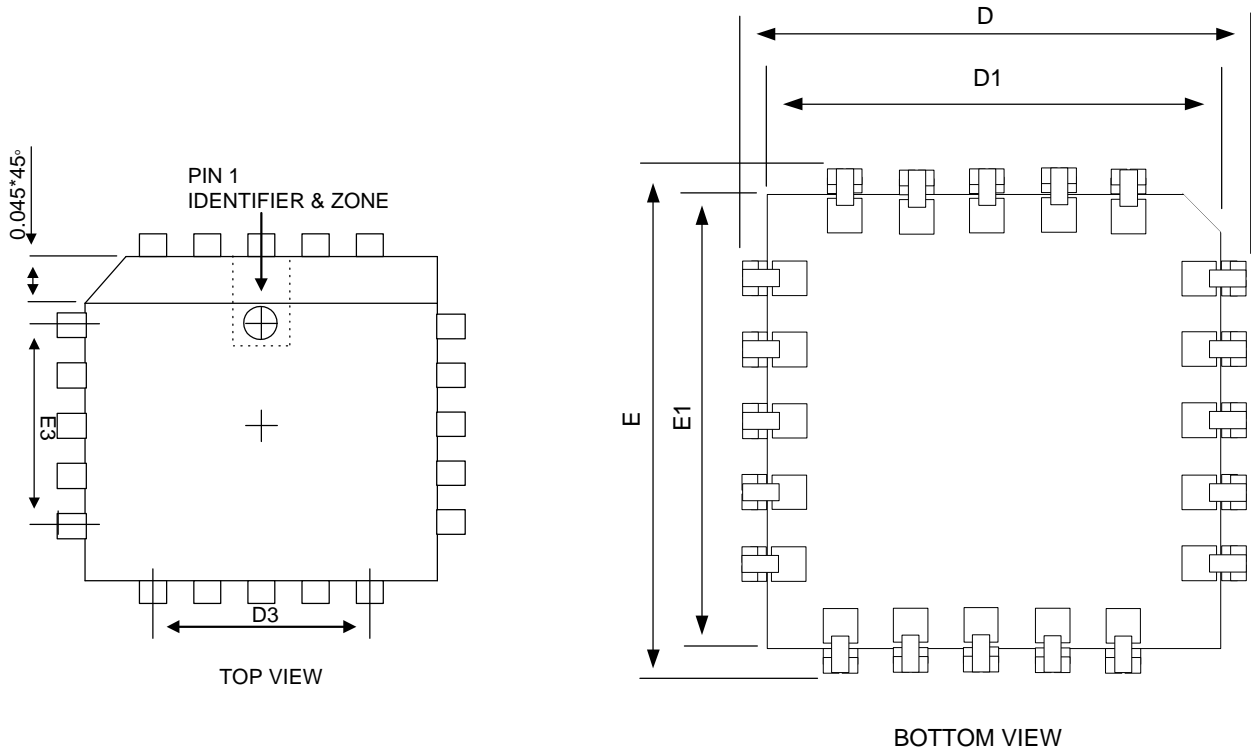 D
D1
0.045*45°
PIN 1
IDENTIFIER & ZONE
E
E1
E3
D3
TOP VIEW
BOTTOM VIEW